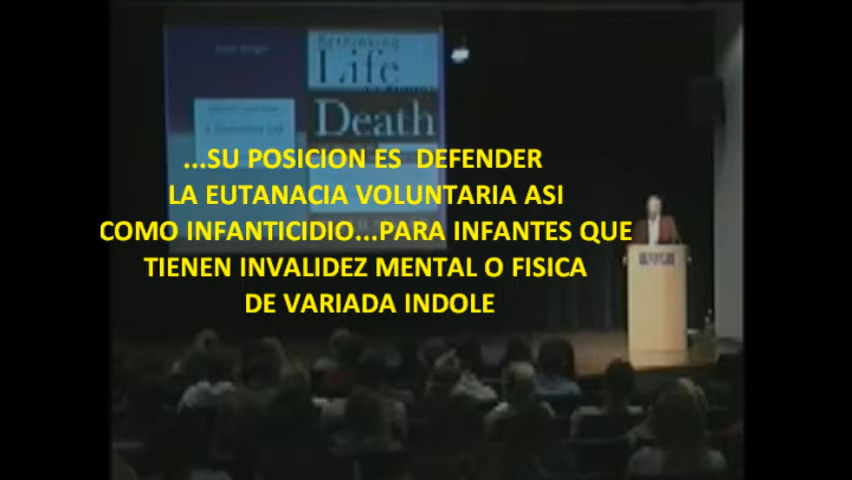 Rethinking
Life
Death
...SU POSICION ES DEFENDER
LA EUTANACIA VOLUNTARIA ASI
COMO INFANTICIDIO...PARA INFANTES QUE
TIENEN INVALIDEZ MENTAL O FISICA
DE VARIADA INDOLE